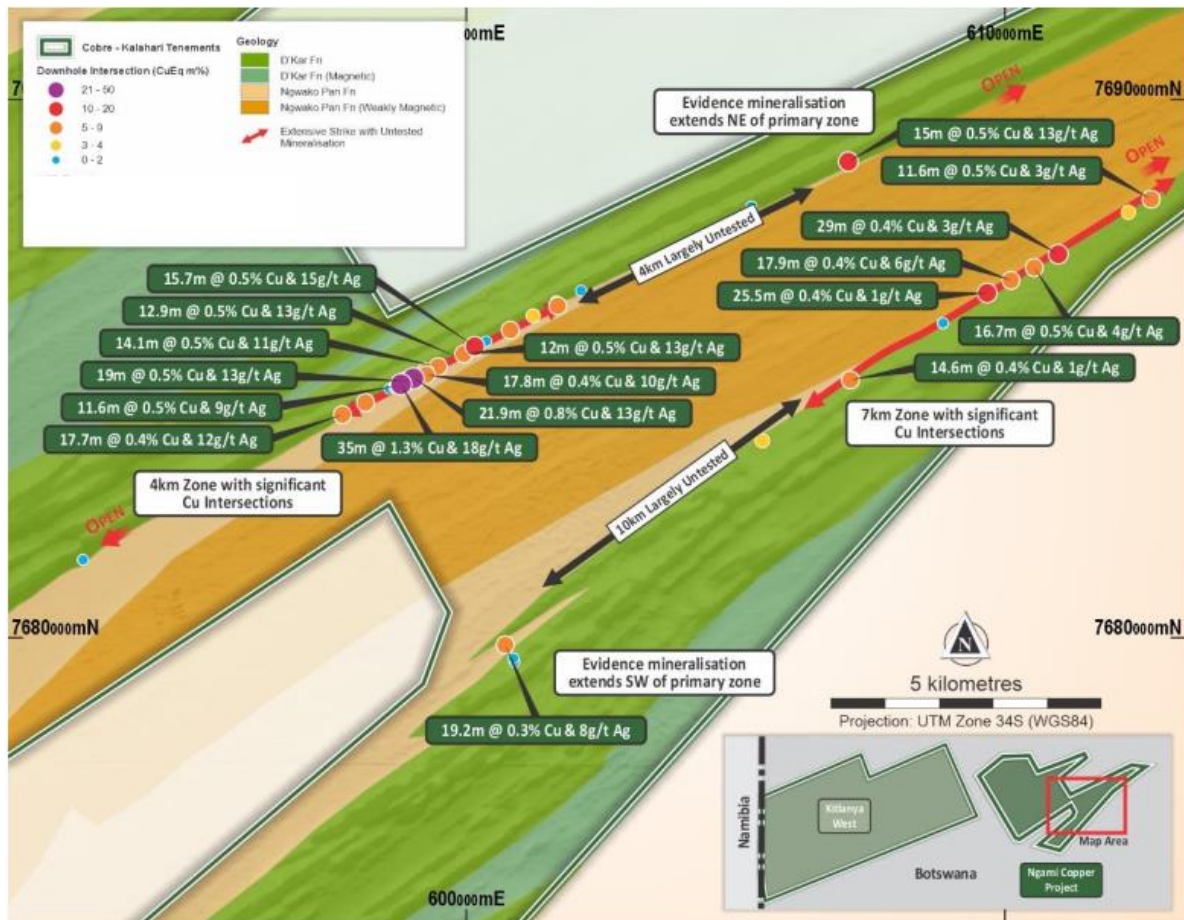 Cobre - Kalahari Tenements
Downhole Intersection (CuEq m/%)
21 - 50
10 - 20
5 - 9
3 - 4
0 - 2
Geology
D'Kar Fn
D'Kar Fn (Magnetic)
Ngwako Pan Fn
Ngwako Pan Fn (Weakly Magnetic)
Extensive Strike with Untested
Mineralisation
000mE
610000mE
7690000mN
Evidence mineralisation
extends NE of primary zone
OPEN
15m @ 0.5% Cu & 13g/t Ag
11.6m @ 0.5% Cu & 3g/t Ag
OPEN
29m @ 0.4% Cu & 3g/t Ag
17.9m @ 0.4% Cu & 6g/t Ag
25.5m @ 0.4% Cu & 1g/t Ag
16.7m @ 0.5% Cu & 4g/t Ag
14.6m @ 0.4% Cu & 1g/t Ag
7km Zone with significant
Cu Intersections
4km Largely Untested
15.7m @ 0.5% Cu & 15g/t Ag
12.9m @ 0.5% Cu & 13g/t Ag
14.1m @ 0.5% Cu & 11g/t Ag
19m @ 0.5% Cu & 13g/t Ag
11.6m @ 0.5% Cu & 9g/t Ag
17.7m @ 0.4% Cu & 12g/t Ag
12m @ 0.5% Cu & 13g/t Ag
17.8m @ 0.4% Cu & 10g/t Ag
21.9m @ 0.8% Cu & 13g/t Ag
35m @ 1.3% Cu & 18g/t Ag
4km Zone with significant
Cu Intersections
OPEN
10km Largely Untested
7680000mN
7680000mN
Evidence mineralisation
extends SW of primary zone
19.2m @ 0.3% Cu & 8g/t Ag
N
5 kilometres
Projection: UTM Zone 34S (WGS84)
600000mE
Namibia
Kitlanya
West
Botswana
Map Area
Ngami Copper
Project